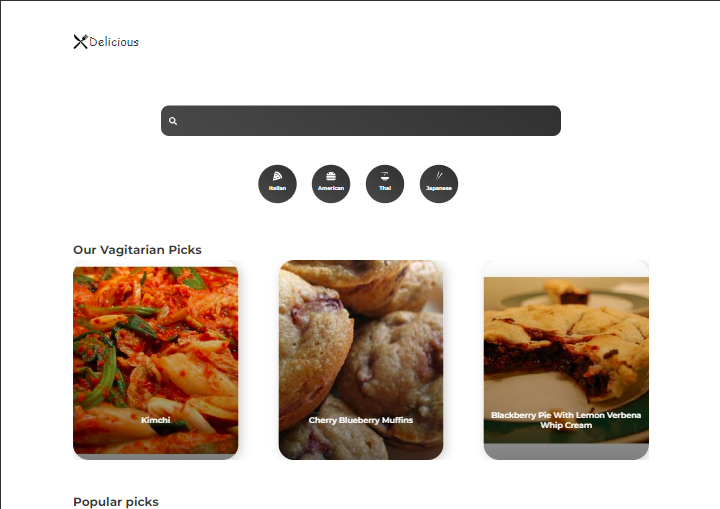 Delicious
Italian
American
Thai
Japanese
Our Vagitarian Picks
Kimchi
Cherry Blueberry Muffins
Blackberry Pie With Lemon Verbena
Whip Cream
Popular picks